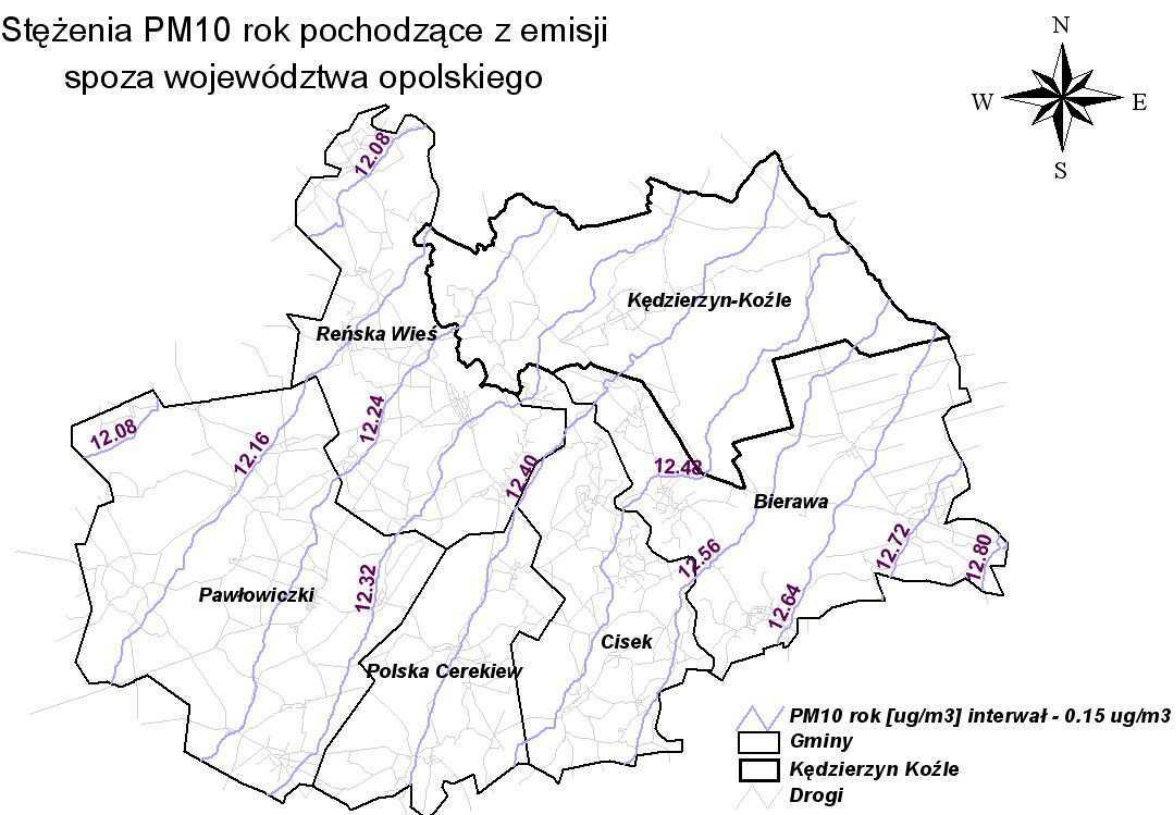 Stężenia PM10 rok pochodzące z emisji
spoza województwa opolskiego
N
W E
S
12.08
Kędzierzyn-Koźle
Reńska Wieś
12.24
12.08
12.16
12.40
12.48
Bierawa
12.72
12.80
12.56
12.32
Pawłowiczki
12.64
Cisek
Polska Cerekiew
PM10 rok [ug/m3] interwał - 0.15 ug/m3
Gminy
Kędzierzyn Koźle
Drogi